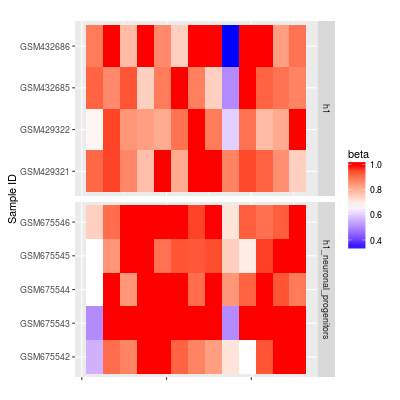 GSM432686
GSM432685
GSM429322
GSM429321
h1
GSM675546
GSM675545
GSM675544
GSM675543
GSM675542
h1_neuronal_progenitors
Sample ID
beta
1.0
0.8
0.6
0.4